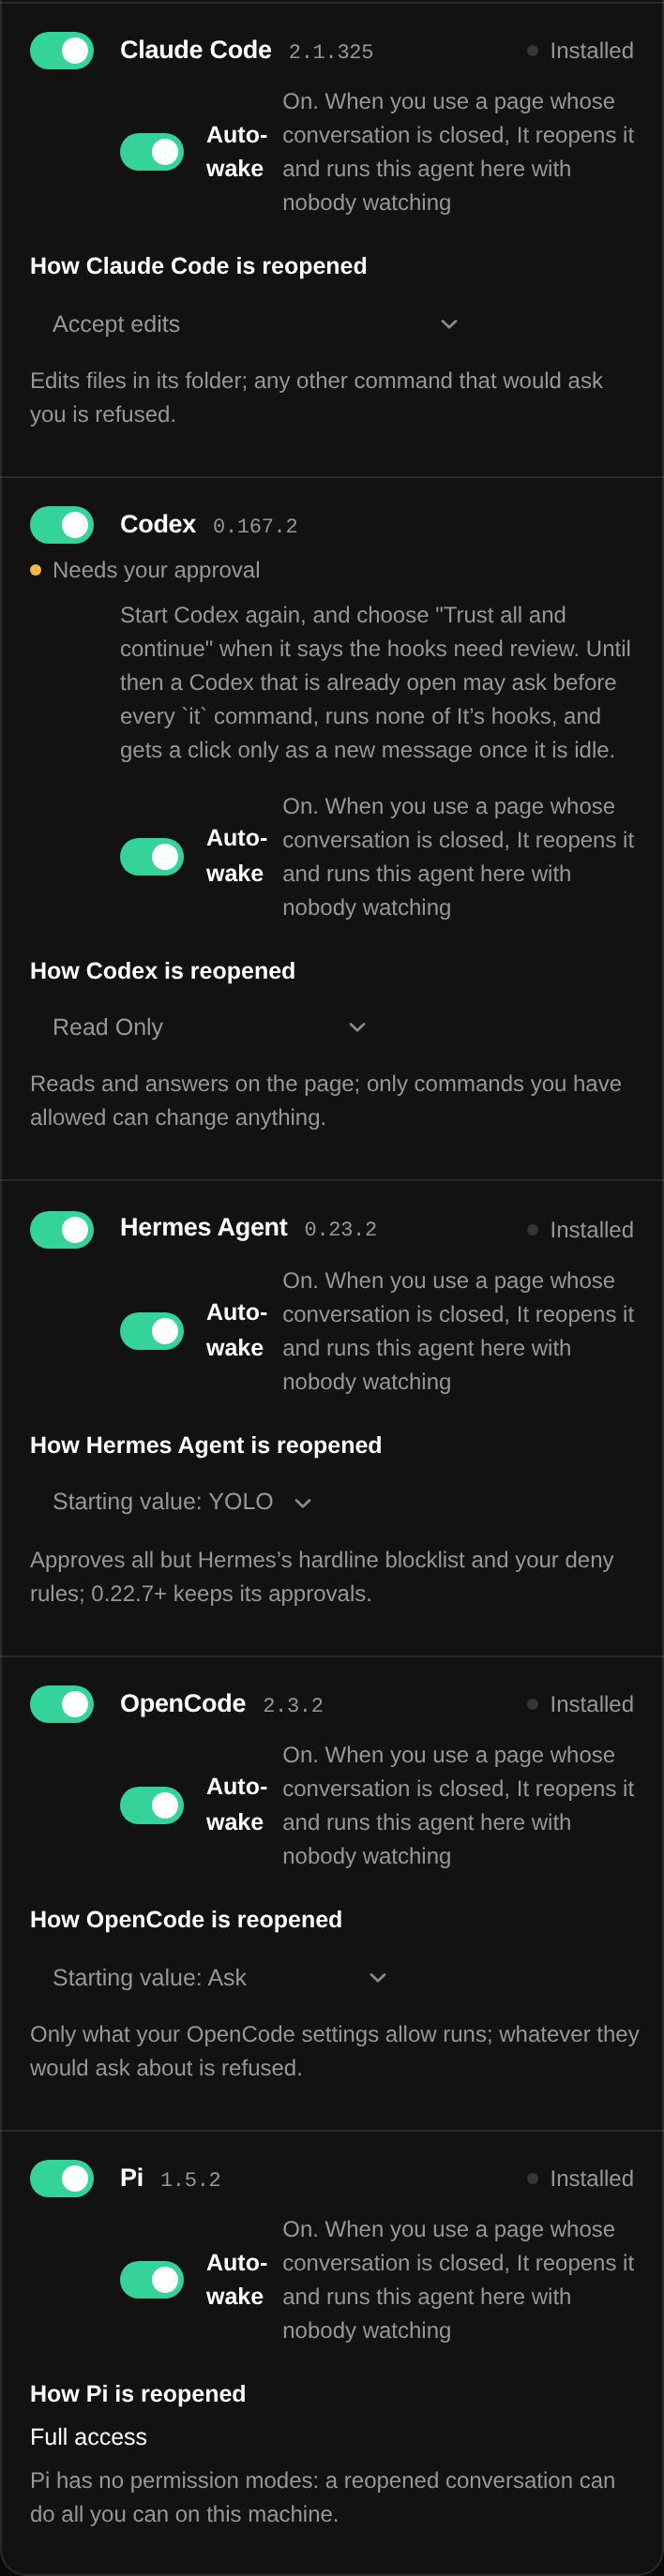 Claude Code 2.1.325 Installed
On. When you use a page whose
conversation is closed, It reopens it
and runs this agent here with
nobody watching
Auto-
wake
How Claude Code is reopened
Accept edits
Edits files in its folder; any other command that would ask
you is refused.
Codex 0.167.2
Needs your approval
Start Codex again, and choose "Trust all and
continue" when it says the hooks need review. Until
then a Codex that is already open may ask before
every `it` command, runs none of It’s hooks, and
gets a click only as a new message once it is idle.
Auto-
wake
On. When you use a page whose
conversation is closed, It reopens it
and runs this agent here with
nobody watching
How Codex is reopened
Read Only
Reads and answers on the page; only commands you have
allowed can change anything.
Hermes Agent 0.23.2 Installed
Auto-
wake
On. When you use a page whose
conversation is closed, It reopens it
and runs this agent here with
nobody watching
How Hermes Agent is reopened
Starting value: YOLO
Approves all but Hermes’s hardline blocklist and your deny
rules; 0.22.7+ keeps its approvals.
OpenCode 2.3.2 Installed
Auto-
wake
On. When you use a page whose
conversation is closed, It reopens it
and runs this agent here with
nobody watching
How OpenCode is reopened
Starting value: Ask
Only what your OpenCode settings allow runs; whatever they
would ask about is refused.
Pi 1.5.2 Installed
Auto-
wake
On. When you use a page whose
conversation is closed, It reopens it
and runs this agent here with
nobody watching
How Pi is reopened
Full access
Pi has no permission modes: a reopened conversation can
do all you can on this machine.